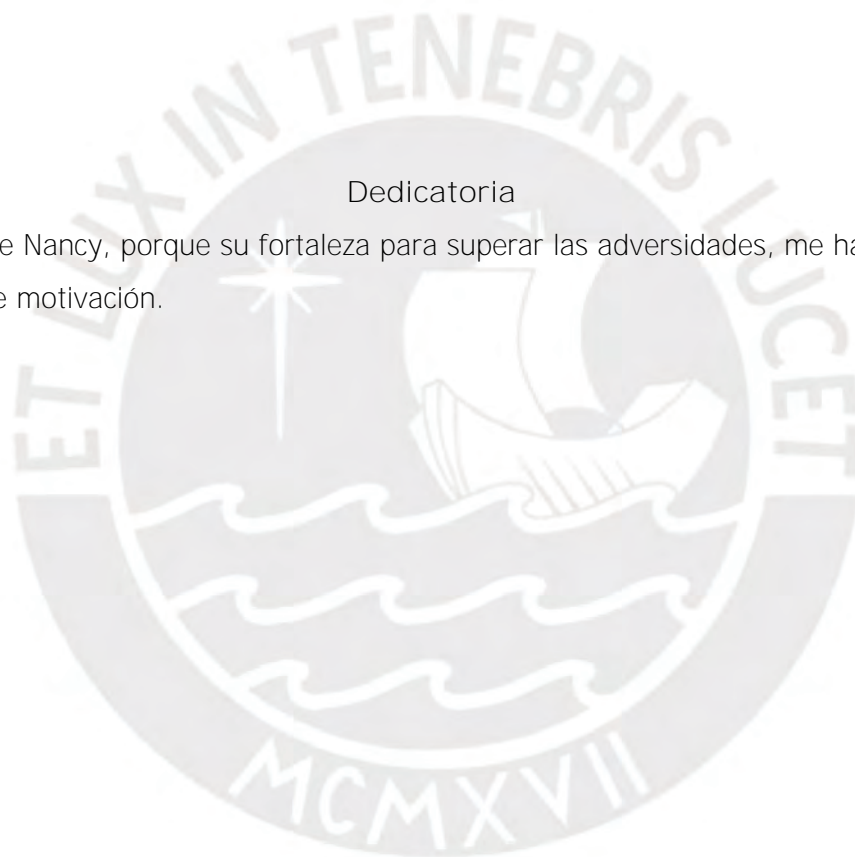 ET LUX IN TENEBRIS LUCET
Dedicatoria
e Nancy, porque su fortaleza para superar las adversidades, me ha
e motivación.
MCMXVII